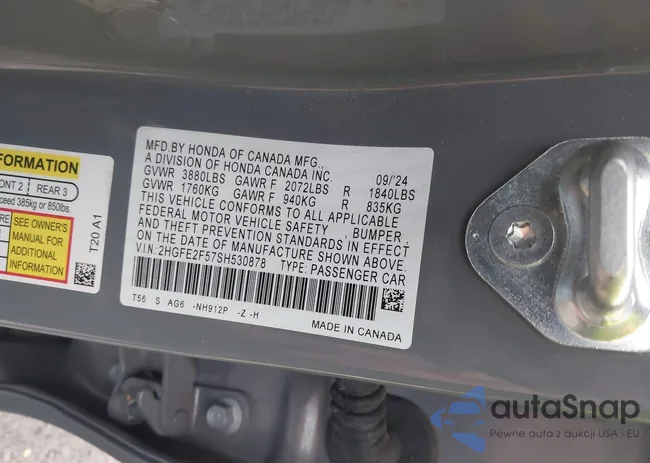 FORMATION
ONT 2 REAR 3
ceed 385kg or 850lbs.
SEE OWNER'S
MANUAL FOR
ADDITIONAL
INFORMATION
T20 A1
MFD.BY HONDA OF CANADA MFG.,
A DIVISION OF HONDA CANADA INC. 09/'24
GVWR 3880LBS GAWR F 2072LBS R 1840LBS
GVWR 1760KG GAWR F 940KG R 835KG
THIS VEHICLE CONFORMS TO ALL APPLICABLE
FEDERAL MOTOR VEHICLE SAFETY, BUMPER,
AND THEFT PREVENTION STANDARDS IN EFFECT
ON THE DATE OF MANUFACTURE SHOWN ABOVE.
V.I.N.:2HGFE2F57SH530878 TYPE: PASSENGER CAR
T56 S AG6 -NH912P -Z -H
MADE IN CANADA
autaSnap
Pewne auta z aukcji USA i EU